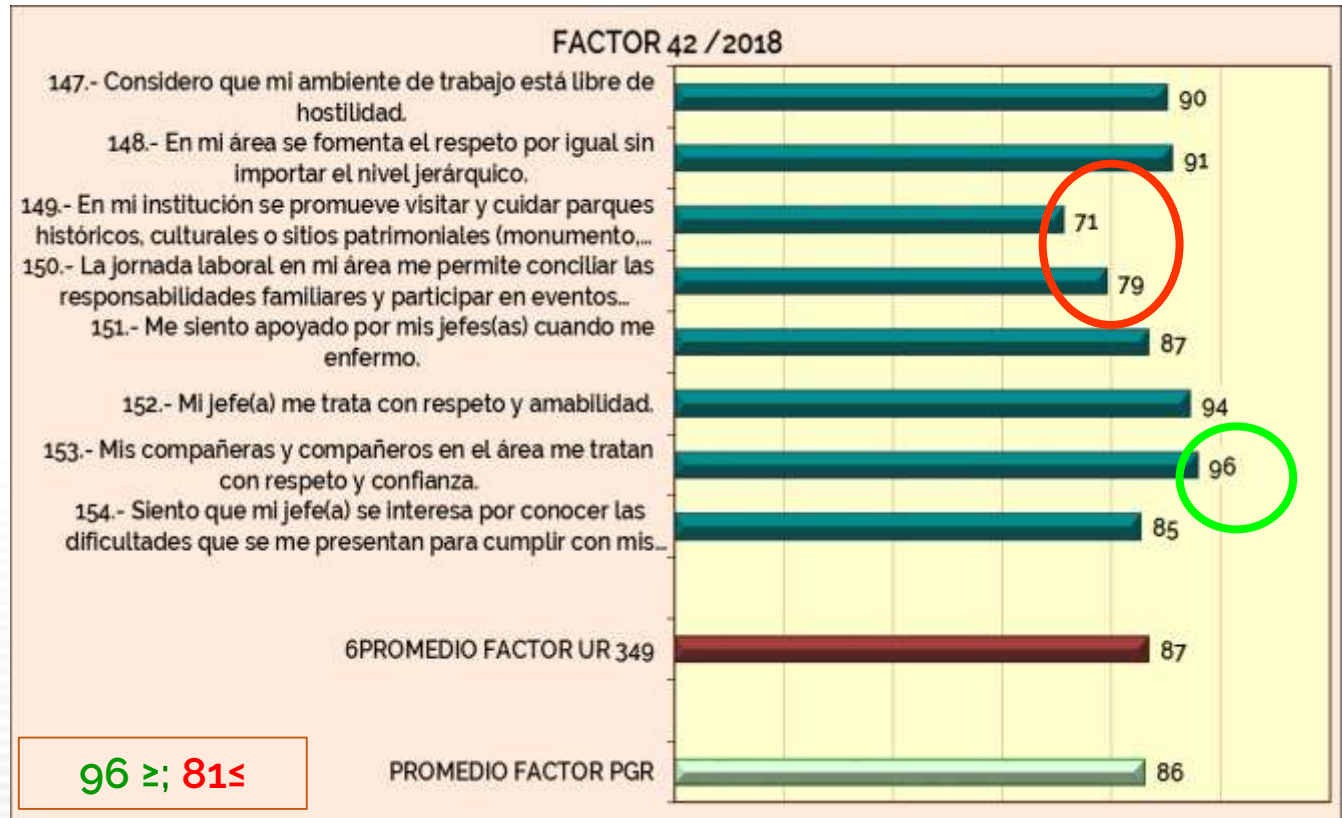 FACTOR 42 /2018
147.- Considero que mi ambiente de trabajo está libre de
hostilidad.
90
148.- En mi área se fomenta el respeto por igual sin
importar el nivel jerárquico.
91
149.- En mi institución se promueve visitar y cuidar parques
históricos, culturales o sitios patrimoniales (monumento,...
71
150.- La jornada laboral en mi área me permite conciliar las
responsabilidades familiares y participar en eventos...
79
151.- Me siento apoyado por mis jefes(as) cuando me
enfermo.
87
152.- Mi jefe(a) me trata con respeto y amabilidad.
94
153.- Mis compañeras y compañeros en el área me tratan
con respeto y confianza.
96
154.- Siento que mi jefe(a) se interesa por conocer las
dificultades que se me presentan para cumplir con mis...
85
6PROMEDIO FACTOR UR 349
87
PROMEDIO FACTOR PGR
86
96 ≥; 81≤